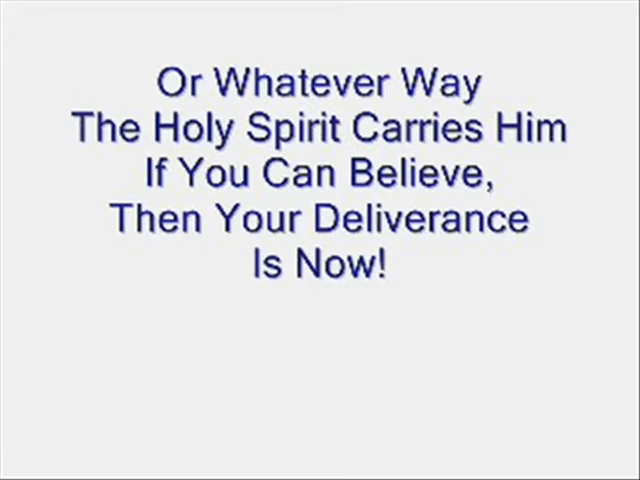 Or Whatever Way
The Holy Spirit Carries Him
If You Can Believe,
Then Your Deliverance
Is Now!